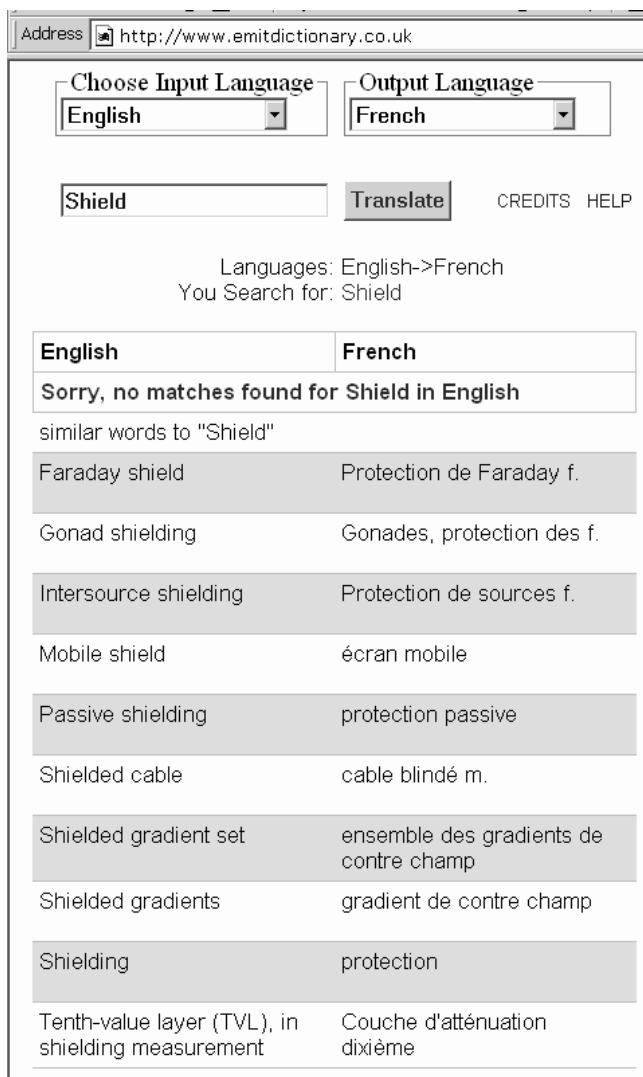 Address http://www.emitdictionary.co.uk
Choose Input Language Output Language
English French
Shield Translate CREDITS HELP
Languages: English->French
You Search for: Shield
English French
Sorry, no matches found for Shield in English
similar words to "Shield"
Faraday shield Protection de Faraday f.
Gonad shielding Gonades, protection des f.
Intersource shielding Protection de sources f.
Mobile shield écran mobile
Passive shielding protection passive
Shielded cable cable blindé m.
Shielded gradient set ensemble des gradients de
contre champ
Shielded gradients gradient de contre champ
Shielding protection
Tenth-value layer (TVL), in Couche d'atténuation
shielding measurement dixième